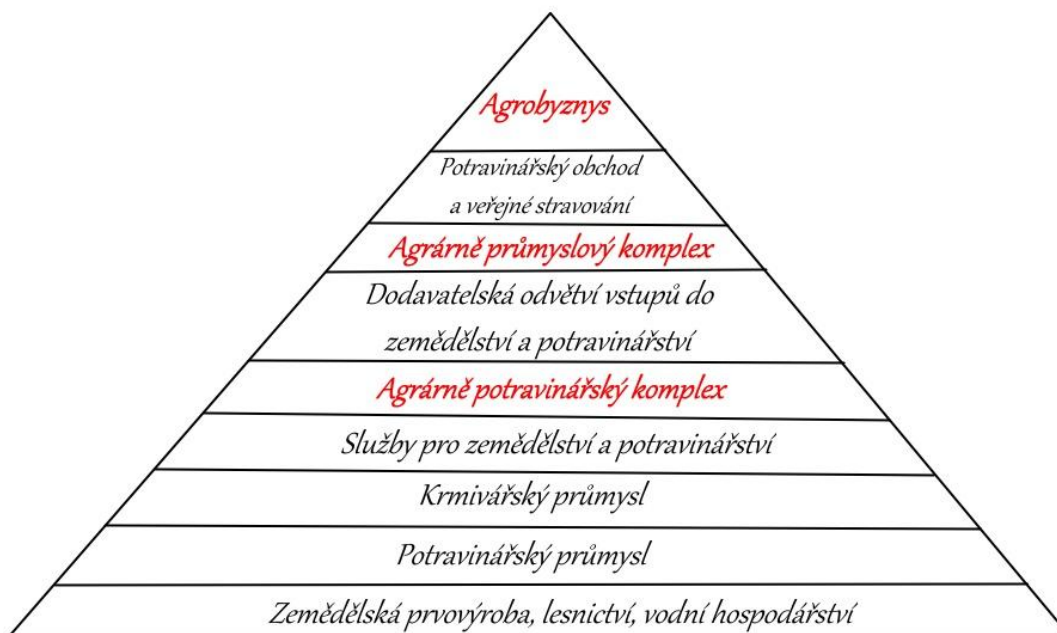 Agrobyznys
Potravinářský obchod
a veřejné stravování
Agrárně průmyslový komplex
Dodavatelská odvětví vstupů do
zemědělství a potravinářství
Agrárně potravinářský komplex
Služby pro zemědělství a potravinářství
Krmivářský průmysl
Potravinářský průmysl
Zemědělská prvovýroba, lesnictví, vodní hospodářství